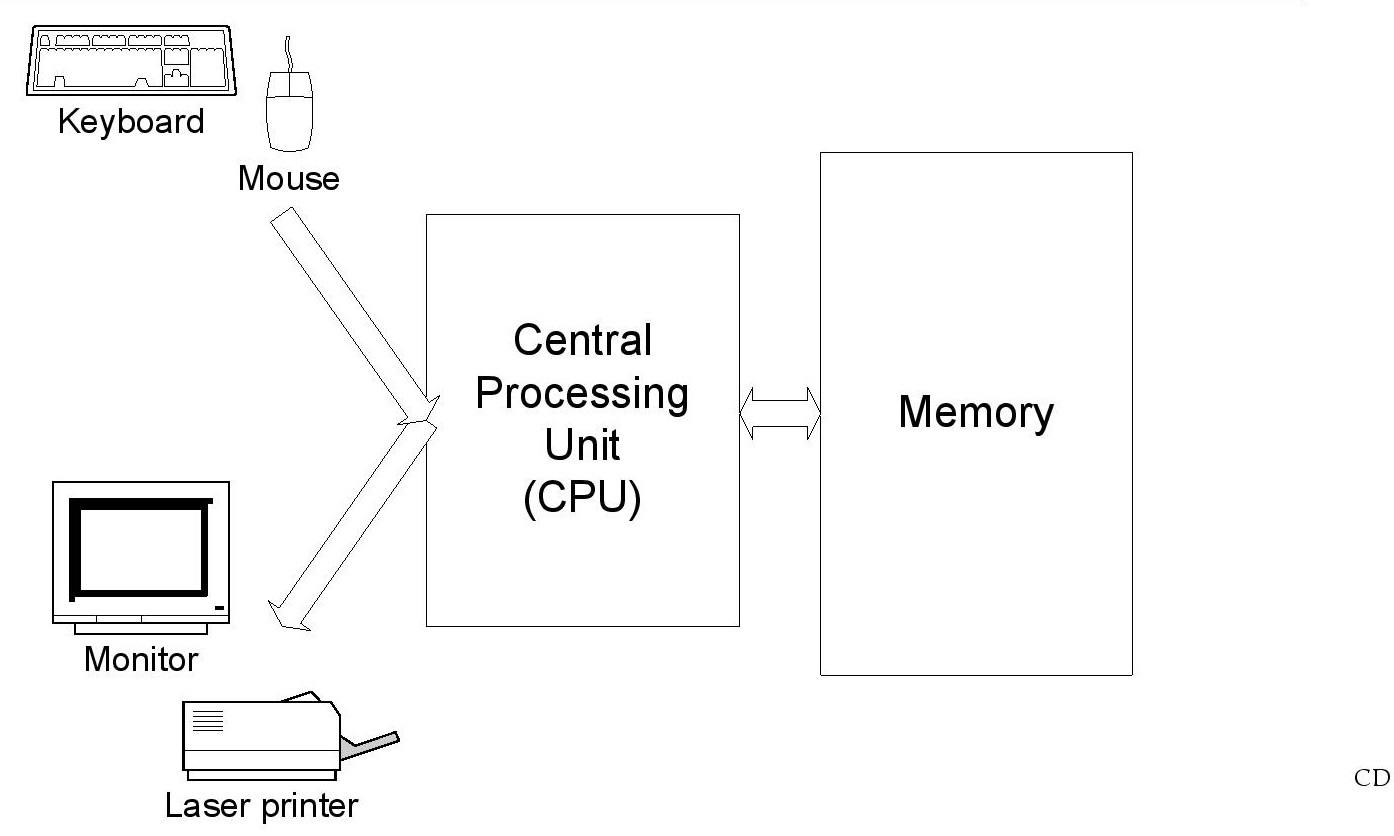 Keyboard
Mouse
Central
Processing
Unit
(CPU)
Memory
Monitor
Laser printer
CD